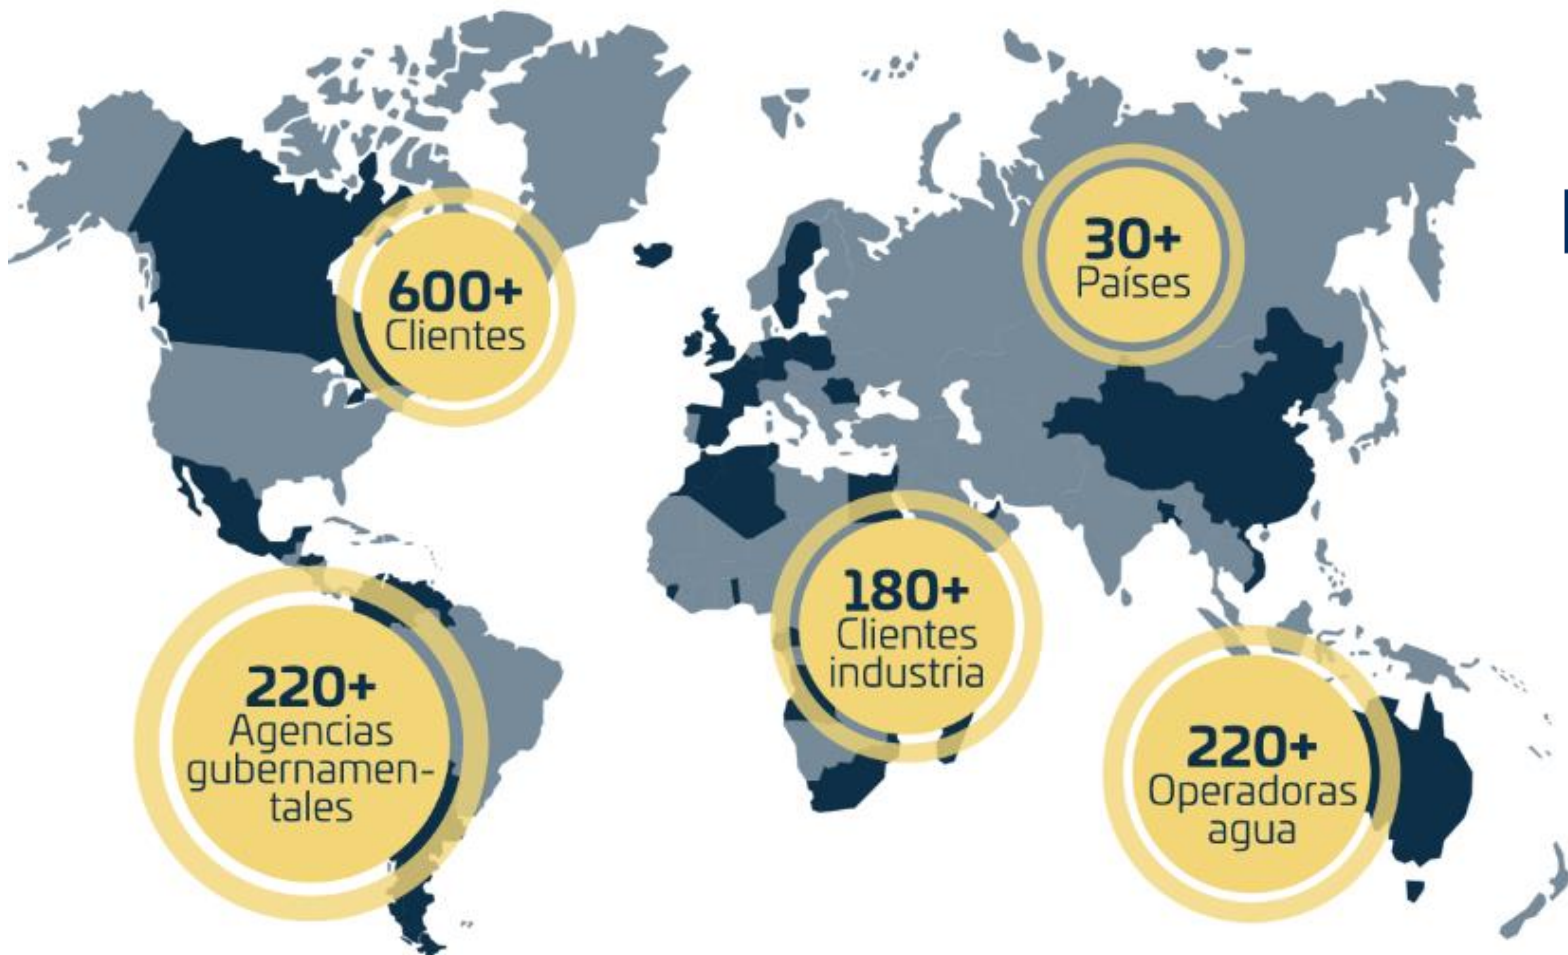 30+
Países
600+
Clientes
180+
Clientes
industria
220+
Agencias
gubernamen-
tales
220+
Operadoras
agua